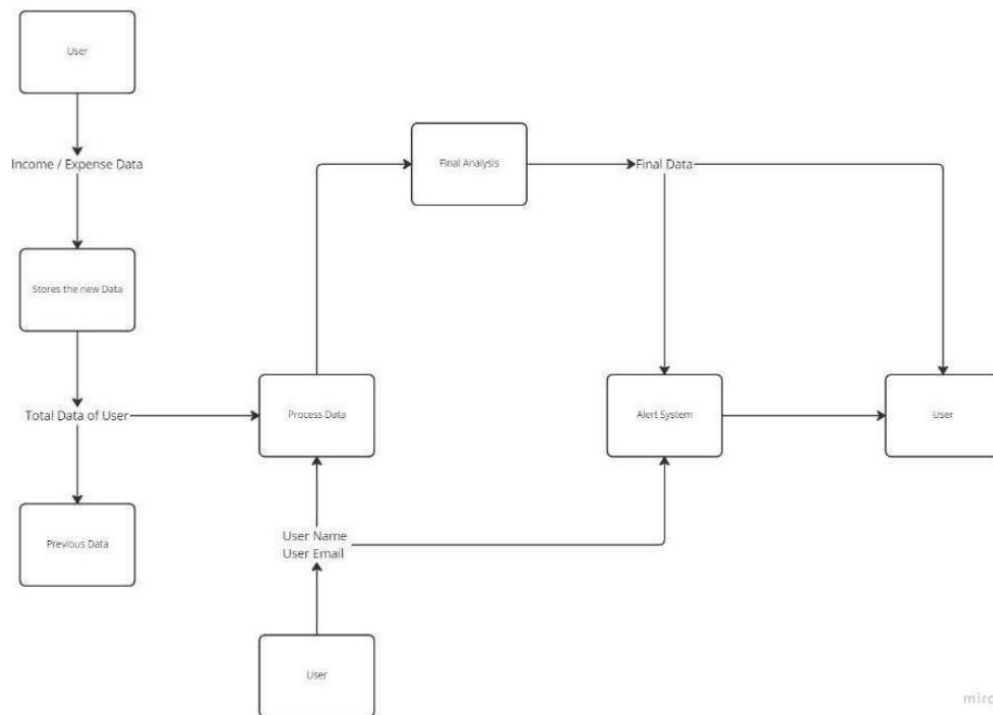 User
Income / Expense Data
Stores the new Data
Total Data of User
Previous Data
Process Data
User Name
User Email
User
Final Analysis
Final Data
Alert System
User
miro